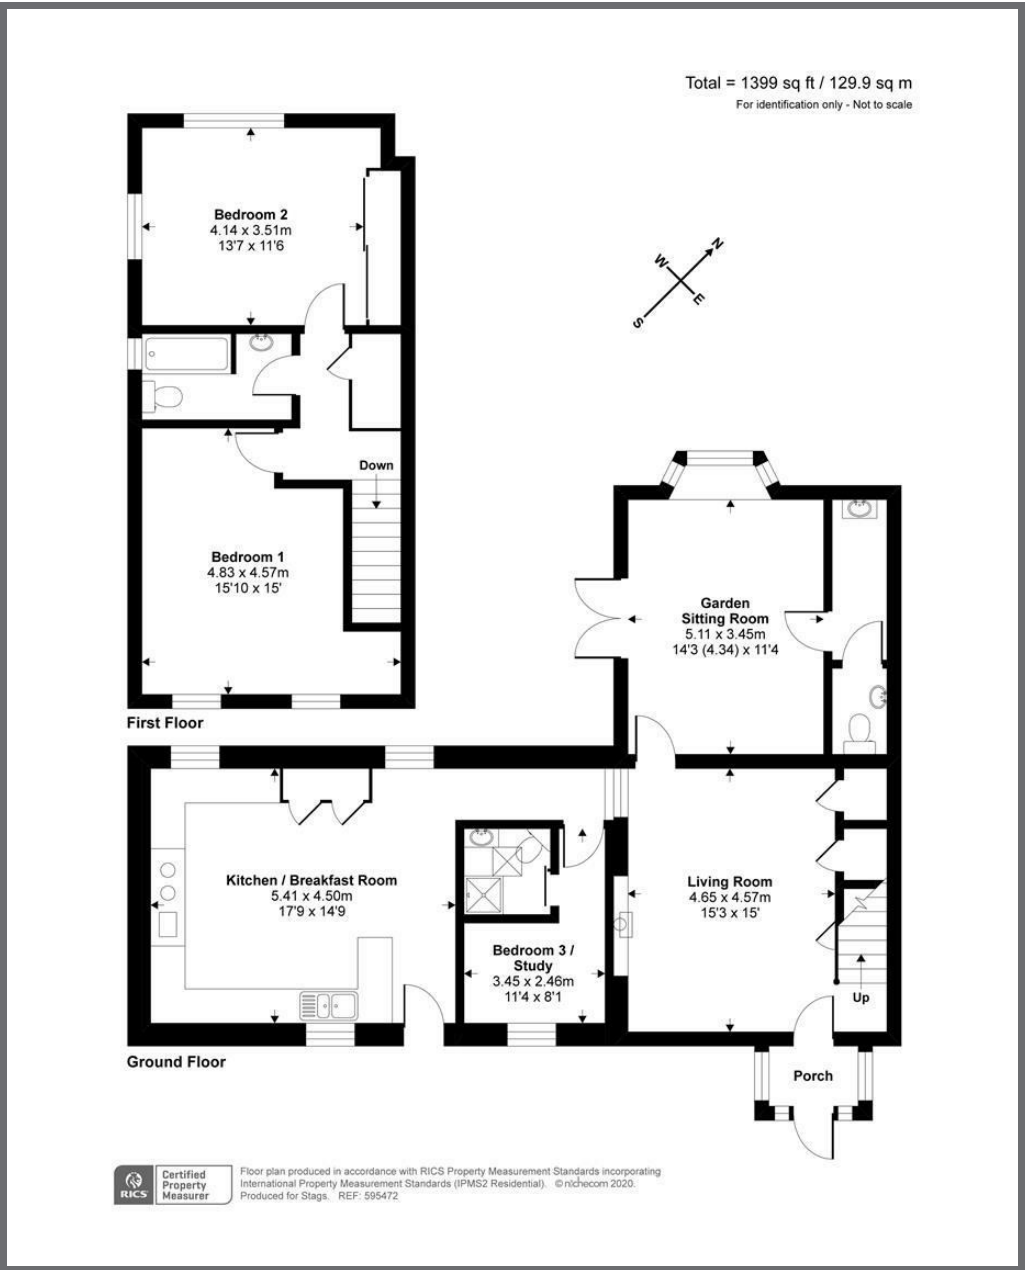 Total = 1399 sq ft / 129.9 sq m
For identification only - Not to scale
Bedroom 2
4.14 x 3.51m
13'7 x 11'6
N
W
E
S
Down
Bedroom 1
4.83 x 4.57m
15'10 x 15'
Garden
Sitting Room
5.11 x 3.45m
14'3 (4.34) x 11'4
First Floor
Kitchen / Breakfast Room
5.41 x 4.50m
17'9 x 14'9
Living Room
4.65 x 4.57m
15'3 x 15'
Bedroom 3 /
Study
3.45 x 2.46m
11'4 x 8'1
Up
Ground Floor
Porch
RICS
Certified
Property
Measurer
Floor plan produced in accordance with RICS Property Measurement Standards incorporating
International Property Measurement Standards (IPMS2 Residential). © nichecom 2020.
Produced for Stags. REF: 595472